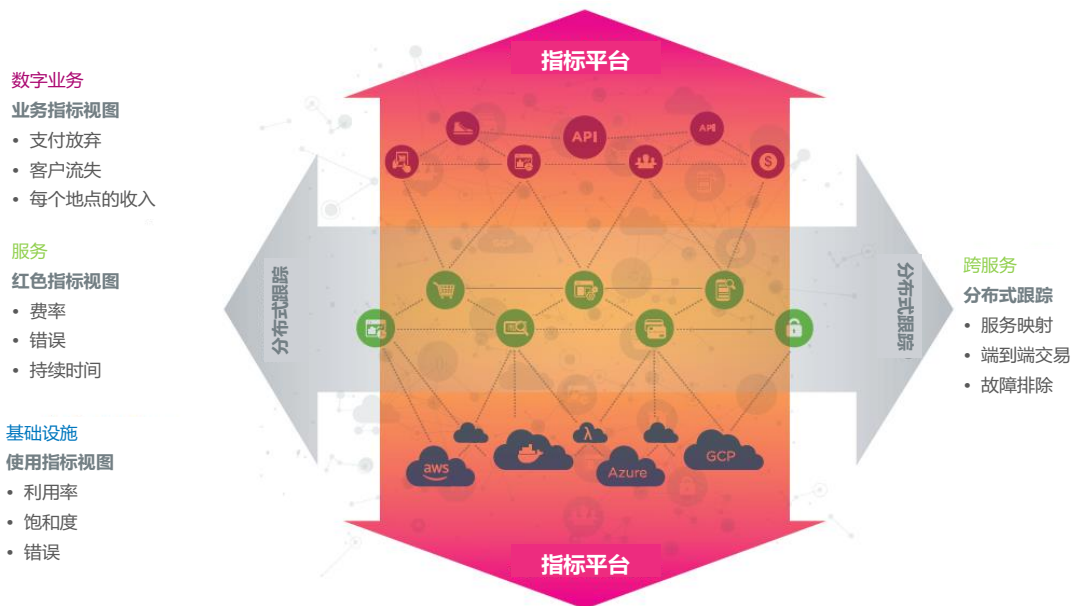 指标平台
数字业务
业务指标视图
• 支付放弃
• 客户流失
• 每个地点的收入
API
API
$
服务
红色指标视图
• 费率
• 错误
• 持续时间
分布式跟踪
分布式跟踪
跨服务
分布式跟踪
• 服务映射
• 端到端交易
• 故障排除
基础设施
使用指标视图
• 利用率
• 饱和度
• 错误
GCP
λ
aws
Azure
GCP
指标平台